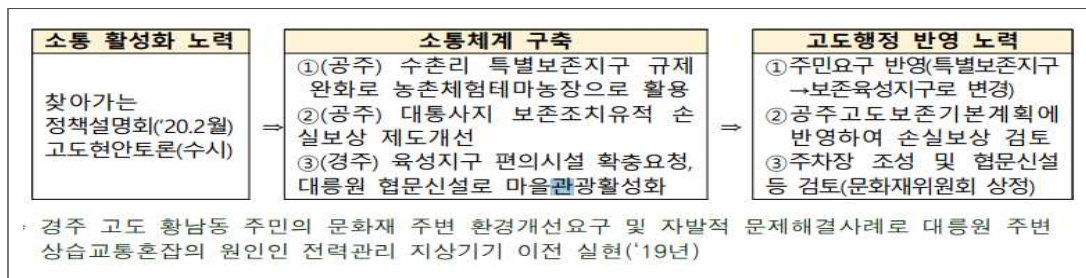 소통 활성화 노력
찾아가는
정책설명회('20.2월)
고도현안토론(수시)
⇒
소통체계 구축
①(공주) 수촌리 특별보존지구 규제
완화로 농촌체험테마농장으로 활용
②(공주) 대통사지 보존조치유적 손
실보상 제도개선
③(경주) 육성지구 편의시설 확충요청,
대릉원 협문신설로 마을관광활성화
⇒
고도행정 반영 노력
①주민요구 반영(특별보존지구
→보존육성지구로 변경)
②공주고도보존기본계획에
반영하여 손실보상 검토
③주차장 조성 및 협문신설
등 검토(문화재위원회 상정)
경주 고도 황남동 주민의 문화재 주변 환경개선요구 및 자발적 문제해결사례로 대릉원 주변
상습교통혼잡의 원인인 전력관리 지상기기 이전 실현('19년)